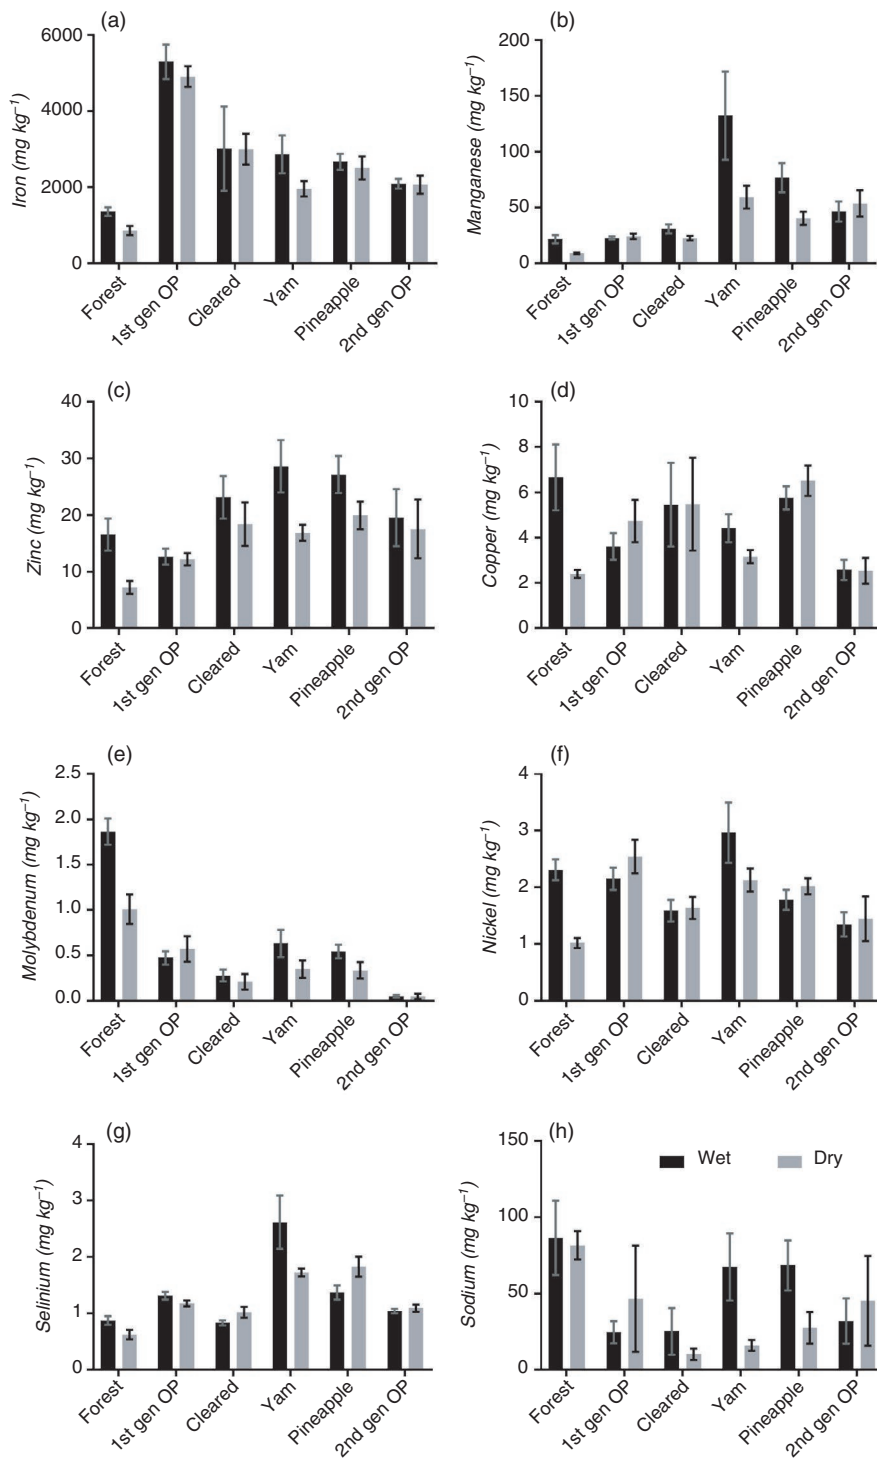 (a)
Iron (mg kg⁻¹)
6000
4000
2000
0
Forest
1st gen OP
Cleared
Yam
Pineapple
2nd gen OP
(b)
Manganese (mg kg⁻¹)
200
150
100
50
0
Forest
1st gen OP
Cleared
Yam
Pineapple
2nd gen OP
(c)
Zinc (mg kg⁻¹)
40
30
20
10
0
Forest
1st gen OP
Cleared
Yam
Pineapple
2nd gen OP
(d)
Copper (mg kg⁻¹)
10
8
6
4
2
0
Forest
1st gen OP
Cleared
Yam
Pineapple
2nd gen OP
(e)
Molybdenum (mg kg⁻¹)
2.5
2.0
1.5
1.0
0.5
0.0
Forest
1st gen OP
Cleared
Yam
Pineapple
2nd gen OP
(f)
Nickel (mg kg⁻¹)
4
3
2
1
0
Forest
1st gen OP
Cleared
Yam
Pineapple
2nd gen OP
(g)
Selinium (mg kg⁻¹)
4
3
2
1
0
Forest
1st gen OP
Cleared
Yam
Pineapple
2nd gen OP
(h)
Wet
Dry
Sodium (mg kg⁻¹)
150
100
50
0
Forest
1st gen OP
Cleared
Yam
Pineapple
2nd gen OP